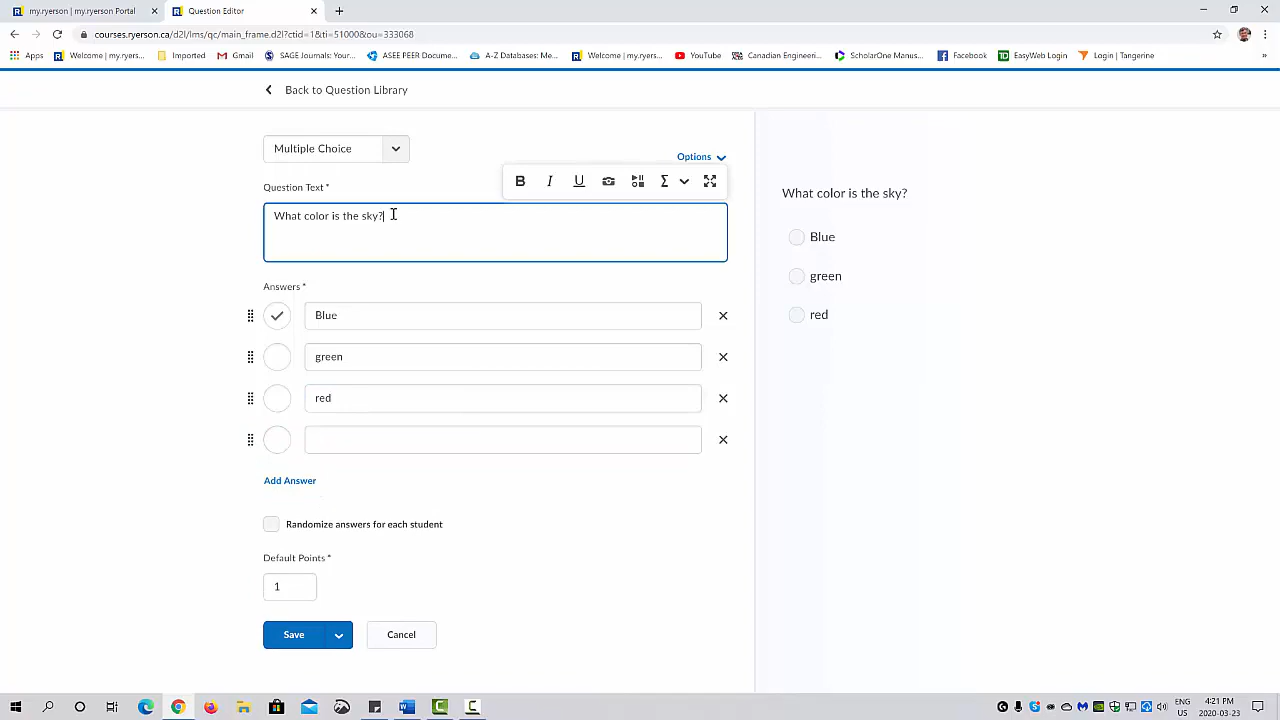 my.ryerson | my.ryerson Portal
Question Editor
courses.ryerson.ca/d2l/lms/qc/main_frame.d2l?ctid=1&ti=51000&ou=333068
Apps
Welcome | my.ryers...
Imported
Gmail
SAGE Journals: Your...
ASEE PEER Docume...
A-Z Databases: Me...
Welcome | my.ryers...
YouTube
Canadian Engineeri...
ScholarOne Manus...
Facebook
EasyWeb Login
Login | Tangerine
»
Back to Question Library
Multiple Choice
Options
Question Text *
B I U Σ
What color is the sky?
Answers *
Blue
green
red
Add Answer
Randomize answers for each student
Default Points *
1
Save
Cancel
What color is the sky?
Blue
green
red
ENG
US
4:21 PM
2020-03-23